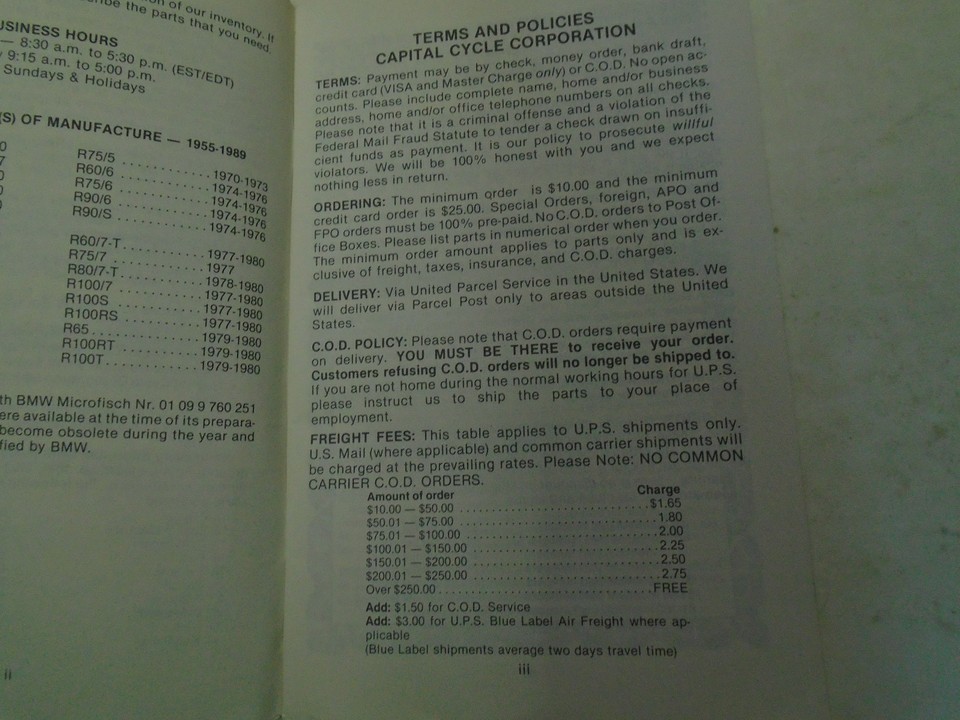 on of our inventory. If
ibe the parts that you need.
USINESS HOURS
— 8:30 a.m. to 5:30 p.m. (EST/EDT)
9:15 a.m. to 5:00 p.m.
Sundays & Holidays
(S) OF MANUFACTURE — 1955-1989
R75/5 .......... 1970-1973
R60/6 .......... 1974-1976
R75/6 .......... 1974-1976
R90/6 .......... 1974-1976
R90/S .......... 1974-1976
R60/7-T .......... 1977-1980
R75/7 .......... 1977
R80/7-T .......... 1978-1980
R100/7 .......... 1977-1980
R100S .......... 1977-1980
R100RS .......... 1977-1980
R65 .......... 1979-1980
R100RT .......... 1979-1980
R100T .......... 1979-1980
th BMW Microfisch Nr. 01 09 9 760 251
ere available at the time of its prepara-
become obsolete during the year and
fied by BMW.
ii
TERMS AND POLICIES
CAPITAL CYCLE CORPORATION
TERMS: Payment may be by check, money order, bank draft,
credit card (VISA and Master Charge only) or C.O.D. No open ac-
counts. Please include complete name, home and/or business
address, home and/or office telephone numbers on all checks.
Please note that it is a criminal offense and a violation of the
Federal Mail Fraud Statute to tender a check drawn on insuffi-
cient funds as payment. It is our policy to prosecute willful
violators. We will be 100% honest with you and we expect
nothing less in return.
ORDERING: The minimum order is $10.00 and the minimum
credit card order is $25.00. Special Orders, foreign, APO and
FPO orders must be 100% pre-paid. No C.O.D. orders to Post Of-
fice Boxes. Please list parts in numerical order when you order.
The minimum order amount applies to parts only and is ex-
clusive of freight, taxes, insurance, and C.O.D. charges.
DELIVERY: Via United Parcel Service in the United States. We
will deliver via Parcel Post only to areas outside the United
States.
C.O.D. POLICY: Please note that C.O.D. orders require payment
on delivery. YOU MUST BE THERE to receive your order.
Customers refusing C.O.D. orders will no longer be shipped to.
If you are not home during the normal working hours for U.P.S.
please instruct us to ship the parts to your place of
employment.
FREIGHT FEES: This table applies to U.P.S. shipments only.
U.S. Mail (where applicable) and common carrier shipments will
be charged at the prevailing rates. Please Note: NO COMMON
CARRIER C.O.D. ORDERS.
Amount of order Charge
$10.00 — $50.00 .......... $1.65
$50.01 — $75.00 .......... 1.80
$75.01 — $100.00 .......... 2.00
$100.01 — $150.00 .......... 2.25
$150.01 — $200.00 .......... 2.50
$200.01 — $250.00 .......... 2.75
Over $250.00 .......... FREE
Add: $1.50 for C.O.D. Service
Add: $3.00 for U.P.S. Blue Label Air Freight where ap-
plicable
(Blue Label shipments average two days travel time)
iii